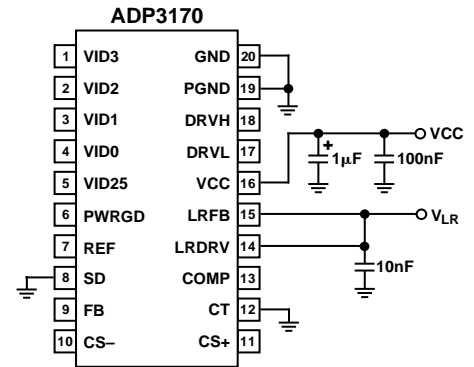 ADP3170
1 VID3 GND 20
2 VID2 PGND 19
3 VID1 DRVH 18
4 VID0 DRVL 17
5 VID25 VCC 16
6 PWRGD LRFB 15
7 REF LRDRV 14
8 SD COMP 13
9 FB CT 12
10 CS– CS+ 11
VCC
+
1μF
100nF
VLR
10nF